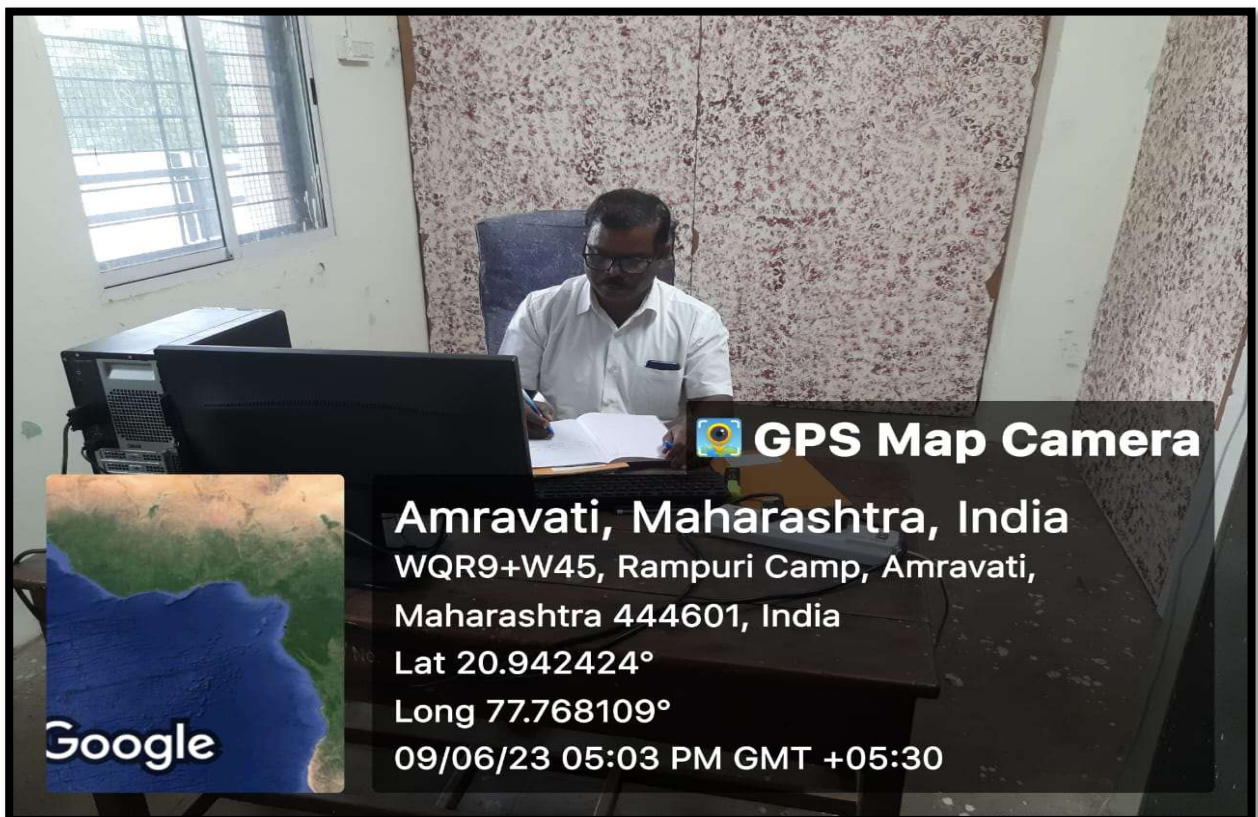 GPS Map Camera
Amravati, Maharashtra, India
WQR9+W45, Rampuri Camp, Amravati,
Maharashtra 444601, India
Lat 20.942424°
Long 77.768109°
09/06/23 05:03 PM GMT +05:30
Google